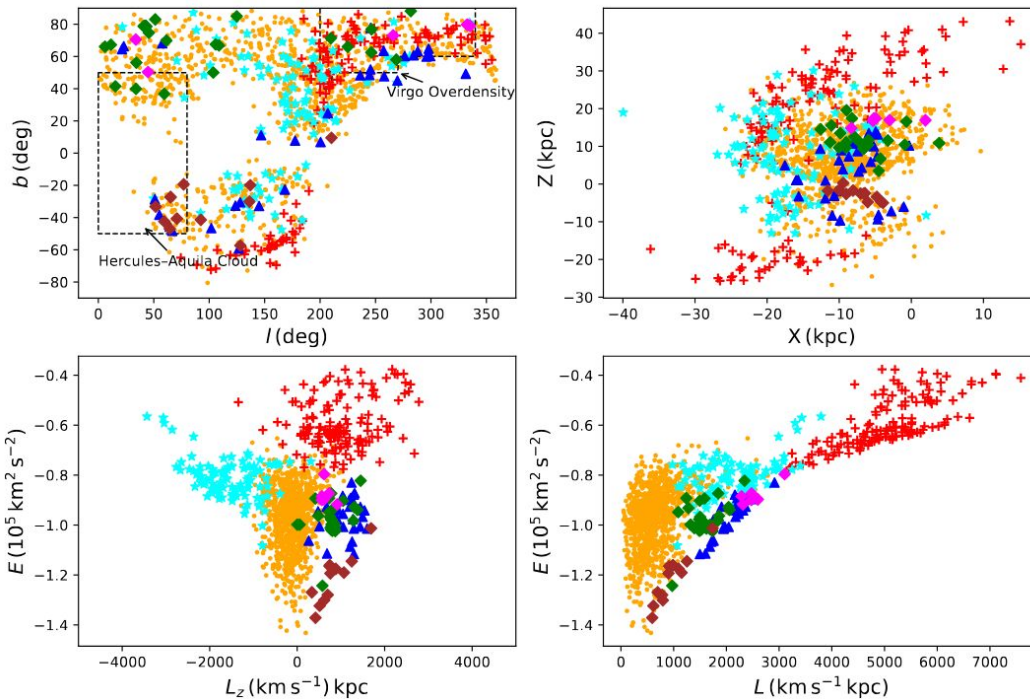 80
60
40
20
0
−20
−40
−60
−80
b (deg)
Virgo Overdensity
Hercules–Aquila Cloud
0 50 100 150 200 250 300 350
l (deg)
40
30
20
10
0
−10
−20
−30
Z (kpc)
−40 −30 −20 −10 0 10
X (kpc)
−0.4
−0.6
−0.8
−1.0
−1.2
−1.4
E (10⁵ km² s⁻²)
−4000 −2000 0 2000 4000
L_z (km s⁻¹) kpc
−0.4
−0.6
−0.8
−1.0
−1.2
−1.4
E (10⁵ km² s⁻²)
0 1000 2000 3000 4000 5000 6000 7000
L (km s⁻¹) (kpc)